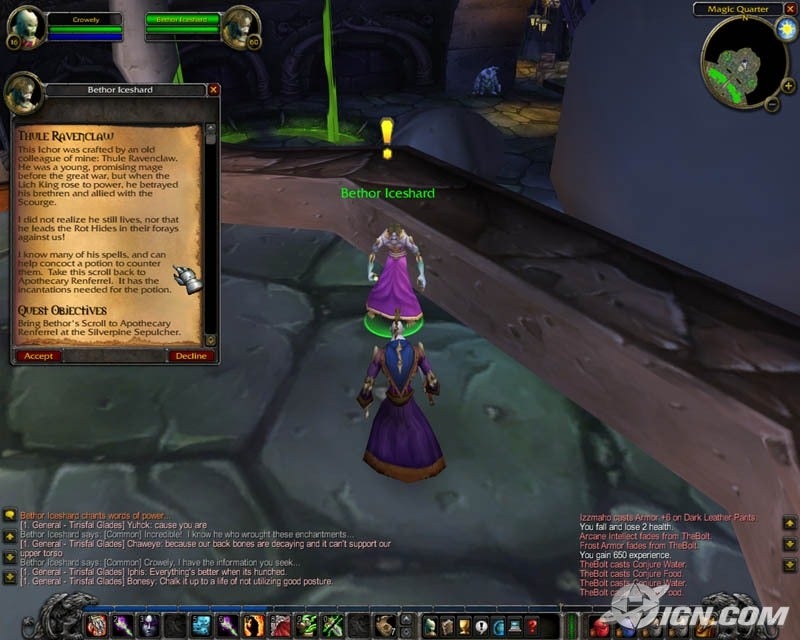 Crowely
16
Bethor Iceshard
60
Magic Quarter
N
Bethor Iceshard
Thule Ravenclaw
This Ichor was crafted by an old
colleague of mine: Thule Ravenclaw.
He was a young, promising mage
before the great war, but when the
Lich King rose to power, he betrayed
his brethren and allied with the
Scourge.
I did not realize he still lives, nor that
he leads the Rot Hides in their forays
against us!
I know many of his spells, and can
help concoct a potion to counter
them. Take this scroll back to
Apothecary Renferrel. It has the
incantations needed for the potion.
Quest Objectives
Bring Bethor's Scroll to Apothecary
Renferrel at the Silverpine Sepulcher.
Accept
Decline
Bethor Iceshard
Bethor Iceshard chants words of power...
[1. General - Tirisfal Glades] Yuhck: cause you are
Bethor Iceshard says: [Common] Incredible! I know he who wrought these enchantments...
[1. General - Tirisfal Glades] Chaweye: because our back bones are decaying and it can't support our
upper torso
Bethor Iceshard says: [Common] Crowely, I have the information you seek...
[1. General - Tirisfal Glades] Iphis: Everything's better when its hunched.
[1. General - Tirisfal Glades] Bonesy: Chalk it up to a life of not utilizing good posture.
Izzmaho casts Armor +6 on Dark Leather Pants.
You fall and lose 2 health.
Arcane Intellect fades from TheBolt.
Frost Armor fades from TheBolt.
You gain 650 experience.
TheBolt casts Conjure Water.
TheBolt casts Conjure Food.
TheBolt casts Conjure Water.
TheBolt casts Conjure Food.
IGN.COM